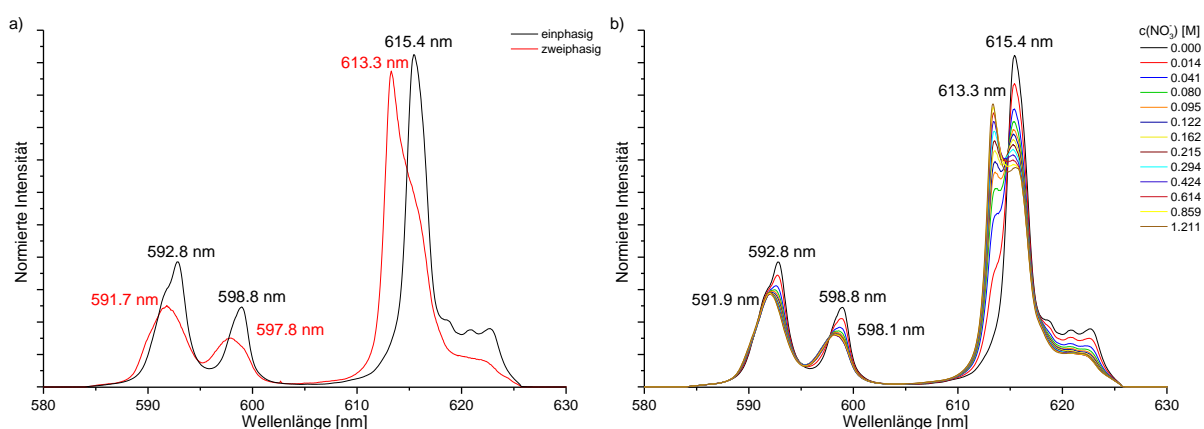 a)
Normierte Intensität
615.4 nm
613.3 nm
592.8 nm
591.7 nm
598.8 nm
597.8 nm
einphasig
zweiphasig
580 590 600 610 620 630
Wellenlänge [nm]
b)
Normierte Intensität
615.4 nm
613.3 nm
592.8 nm
591.9 nm
598.8 nm
598.1 nm
c(NO₃⁻) [M]
0.000
0.014
0.041
0.080
0.095
0.122
0.162
0.215
0.294
0.424
0.614
0.859
1.211
580 590 600 610 620 630
Wellenlänge [nm]